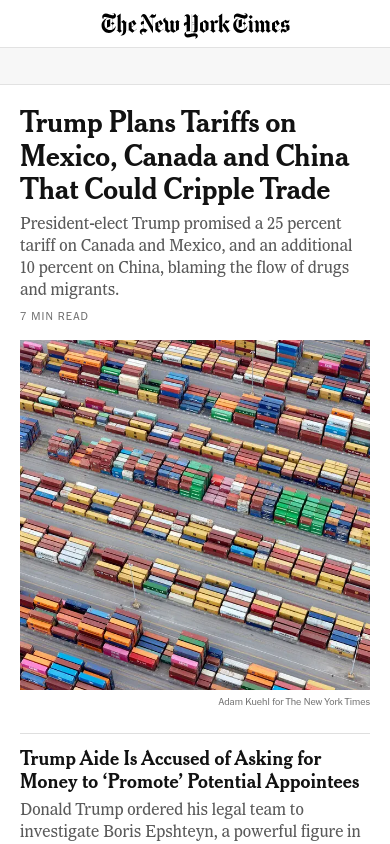 The New York Times
Trump Plans Tariffs on
Mexico, Canada and China
That Could Cripple Trade
President-elect Trump promised a 25 percent
tariff on Canada and Mexico, and an additional
10 percent on China, blaming the flow of drugs
and migrants.
7 MIN READ
Adam Kuehl for The New York Times
Trump Aide Is Accused of Asking for
Money to ‘Promote’ Potential Appointees
Donald Trump ordered his legal team to
investigate Boris Epshteyn, a powerful figure in